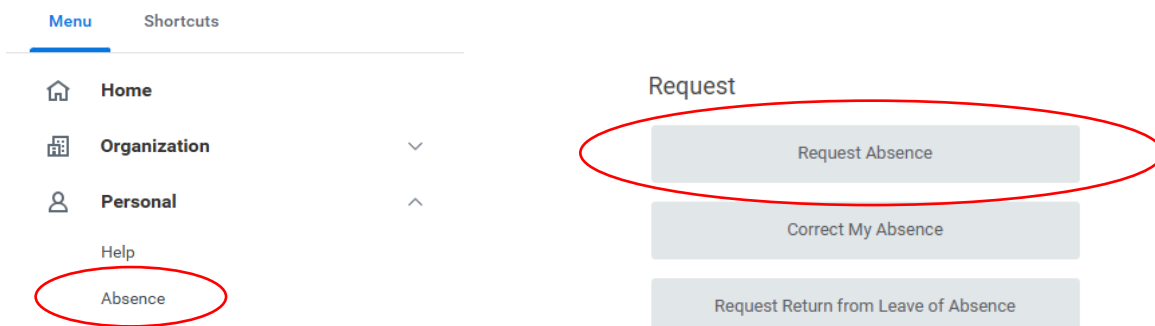 Menu Shortcuts
Home
Organization
Personal
Help
Absence
Request
Request Absence
Correct My Absence
Request Return from Leave of Absence